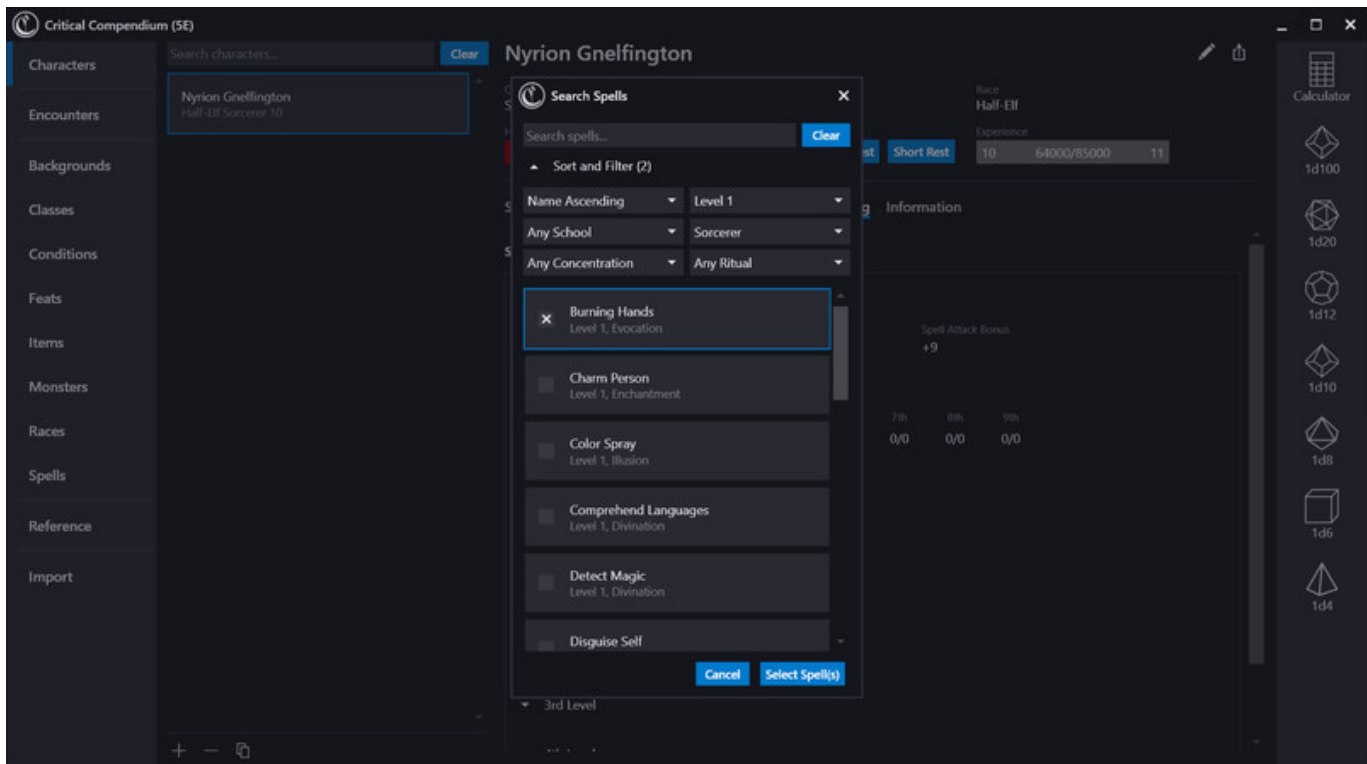 Critical Compendium (5E)
Characters
Encounters
Backgrounds
Classes
Conditions
Feats
Items
Monsters
Races
Spells
Reference
Import
Search characters...
Clear
Nyrion Gnelfington
Half-Elf Sorcerer 10
Nyrion Gnelfington
Race
Half-Elf
Experience
10 64000/85000 11
Short Rest
Information
Spell Attack Bonus
+9
7th 8th 9th
0/0 0/0 0/0
3rd Level
Search Spells
Search spells...
Clear
Sort and Filter (2)
Name Ascending Level 1
Any School Sorcerer
Any Concentration Any Ritual
Burning Hands
Level 1, Evocation
Charm Person
Level 1, Enchantment
Color Spray
Level 1, Illusion
Comprehend Languages
Level 1, Divination
Detect Magic
Level 1, Divination
Disguise Self
Cancel Select Spell(s)
Calculator
1d100
1d20
1d12
1d10
1d8
1d6
1d4